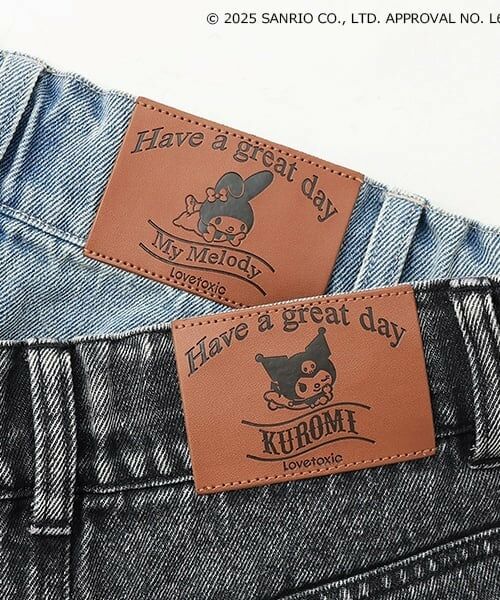 © 2025 SANRIO CO., LTD. APPROVAL NO.
Have a great day
My Melody
Lovetoxic
Have a great day
KUROMI
Lovetoxic